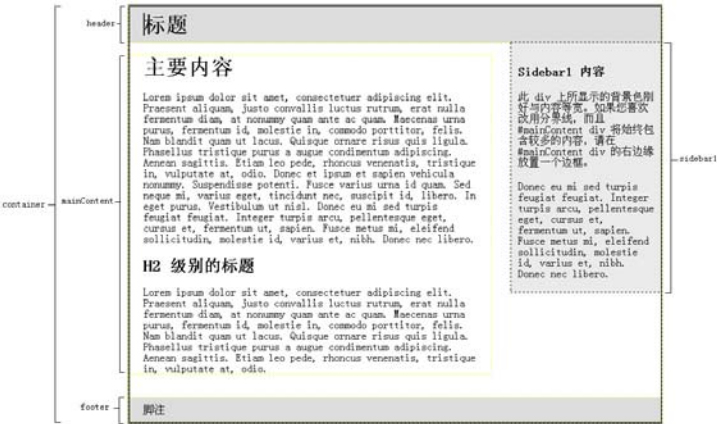 header
标题
主要内容
Lorem ipsum dolor sit amet, consectetuer adipiscing elit.
Praesent aliquam, justo convallis luctus rutrum, erat nulla
fermentum diam, at nonummy quam ante ac quam. Maecenas urna
purus, fermentum id, molestie in, commodo porttitor, felis.
Nam blandit quam ut lacus. Quisque ornare risus quis ligula.
Phasellus tristique purus a augue condimentum adipiscing.
Aenean sagittis. Etiam leo pede, rhoncus venenatis, tristique
in, vulputate at, odio. Donec et ipsum et sapien vehicula
nonummy. Suspendisse potenti. Fusce varius urna id quam. Sed
neque mi, varius eget, tincidunt nec, suscipit id, libero. In
eget purus. Vestibulum ut nisl. Donec eu mi sed turpis
feugiat feugiat. Integer turpis arcu, pellentesque eget,
cursus et, fermentum ut, sapien. Fusce metus mi, eleifend
sollicitudin, molestie id, varius et, nibh. Donec nec libero.
H2 级别的标题
Lorem ipsum dolor sit amet, consectetuer adipiscing elit.
Praesent aliquam, justo convallis luctus rutrum, erat nulla
fermentum diam, at nonummy quam ante ac quam. Maecenas urna
purus, fermentum id, molestie in, commodo porttitor, felis.
Nam blandit quam ut lacus. Quisque ornare risus quis ligula.
Phasellus tristique purus a augue condimentum adipiscing.
Aenean sagittis. Etiam leo pede, rhoncus venenatis, tristique
in, vulputate at, odio.
Sidebar1 内容
此 div 上所显示的背景色刚
好与内容等宽。如果您喜欢
改用分界线，而且
#mainContent div 将始终包
含较多的内容，请在
#mainContent div 的右边缘
放置一个边框。
Donec eu mi sed turpis
feugiat feugiat. Integer
turpis arcu, pellentesque
eget, cursus et,
fermentum ut, sapien.
Fusce metus mi, eleifend
sollicitudin, molestie
id, varius et, nibh.
Donec nec libero.
container
mainContent
sidebar1
footer
脚注